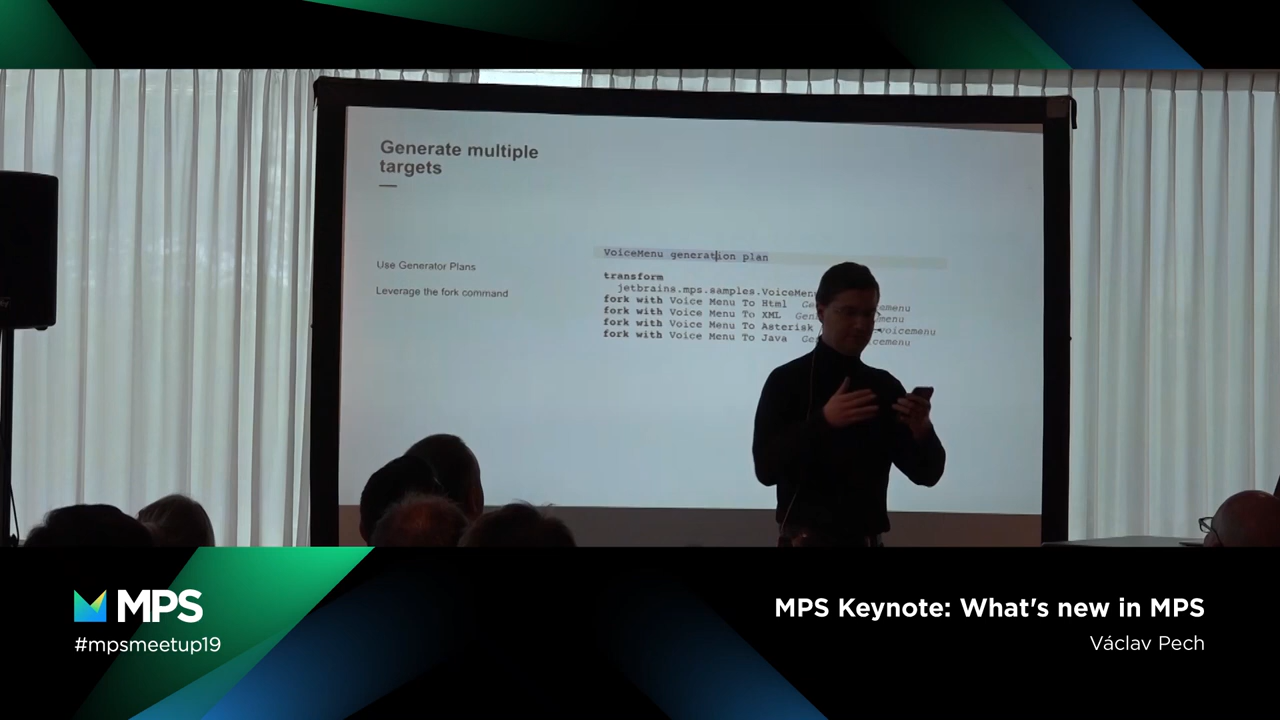 Generate multiple
targets
Use Generator Plans
Leverage the fork command
VoiceMenu generation plan
transform
jetbrains.mps.samples.VoiceMen
fork with Voice Menu To Html
fork with Voice Menu To XML
fork with Voice Menu To Asterisk voicemenu
fork with Voice Menu To Java
MPS
#mpsmeetup19
MPS Keynote: What's new in MPS
Václav Pech